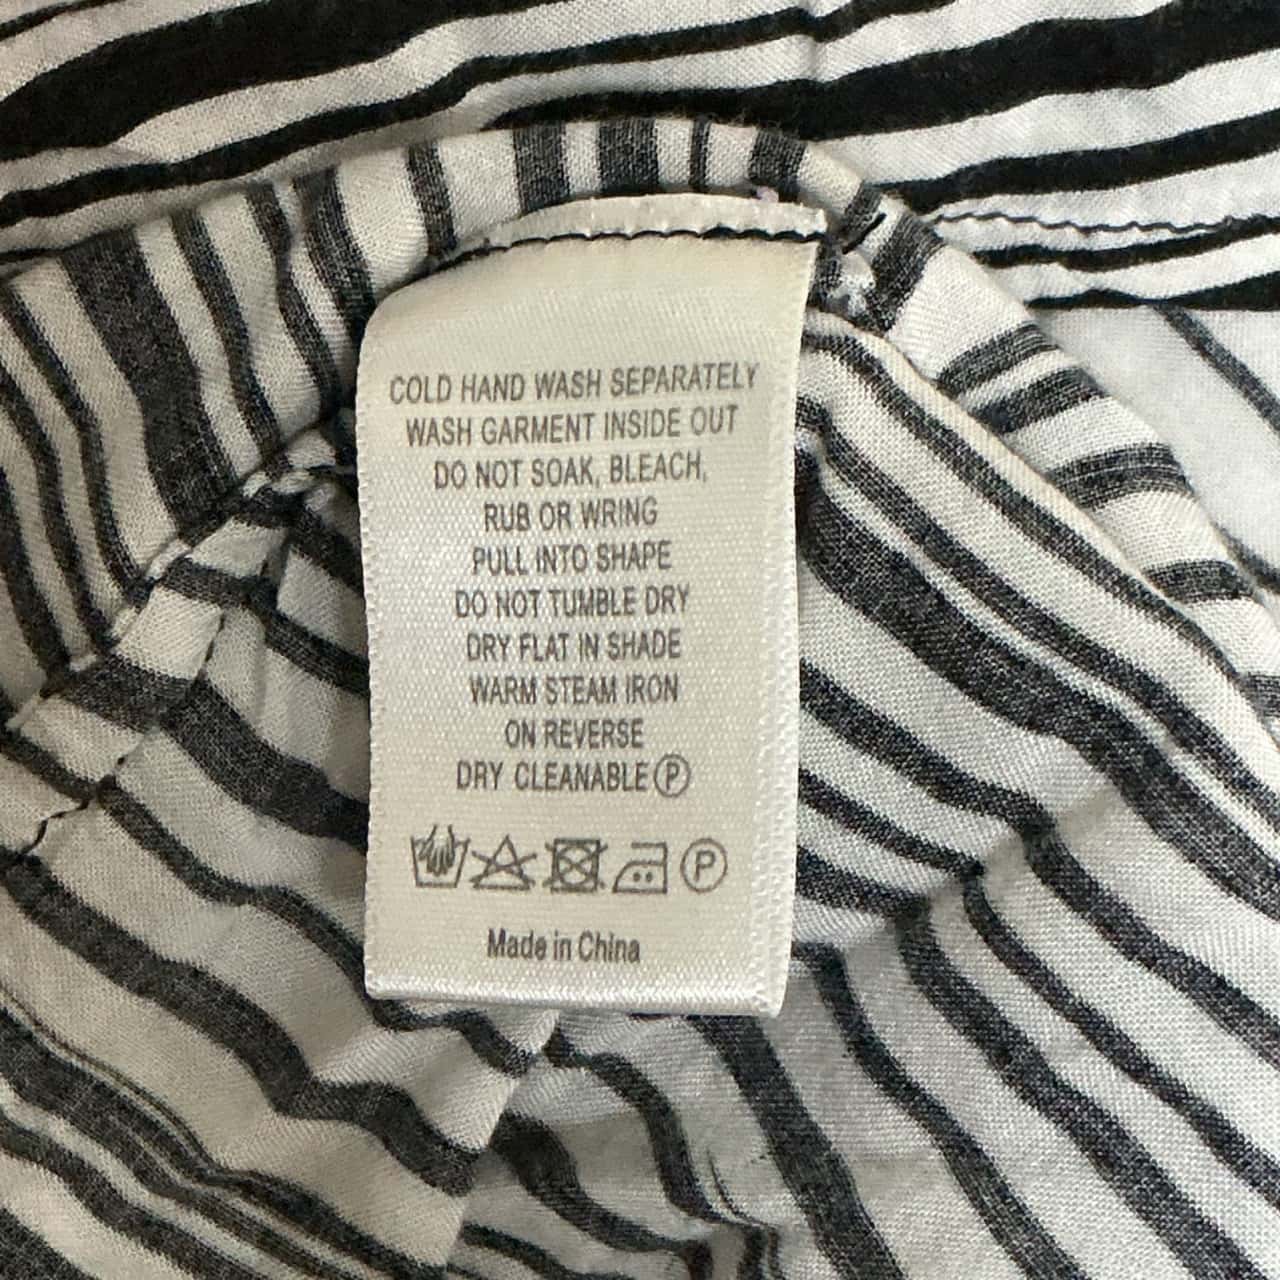 COLD HAND WASH SEPARATELY
WASH GARMENT INSIDE OUT
DO NOT SOAK, BLEACH,
RUB OR WRING
PULL INTO SHAPE
DO NOT TUMBLE DRY
DRY FLAT IN SHADE
WARM STEAM IRON
ON REVERSE
DRY CLEANABLE Ⓟ
Ⓟ
Made in China